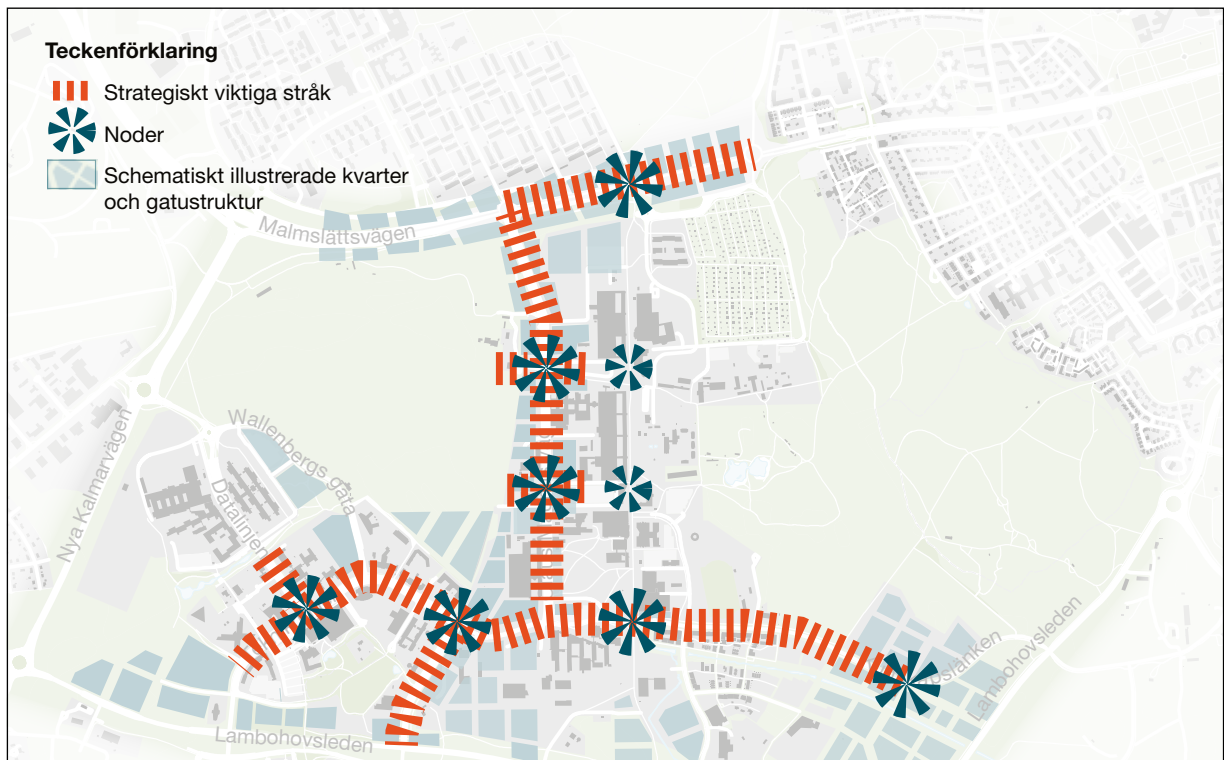 Teckenförklaring
Strategiskt viktiga stråk
Noder
Schematiskt illustrerade kvarter
och gatustruktur
Malmslättsvägen
Nya Kalmarvägen
Wallenbergs gata
Datalinjen
Lambohovsleden
Lambohovsleden